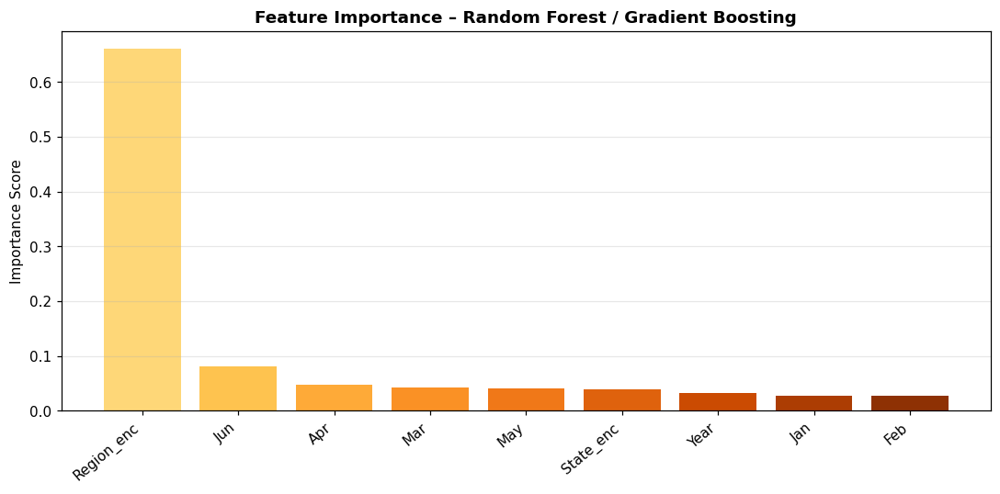 Feature Importance – Random Forest / Gradient Boosting
Importance Score
0.6
0.5
0.4
0.3
0.2
0.1
0.0
Region_enc
Jun
Apr
Mar
May
State_enc
Year
Jan
Feb